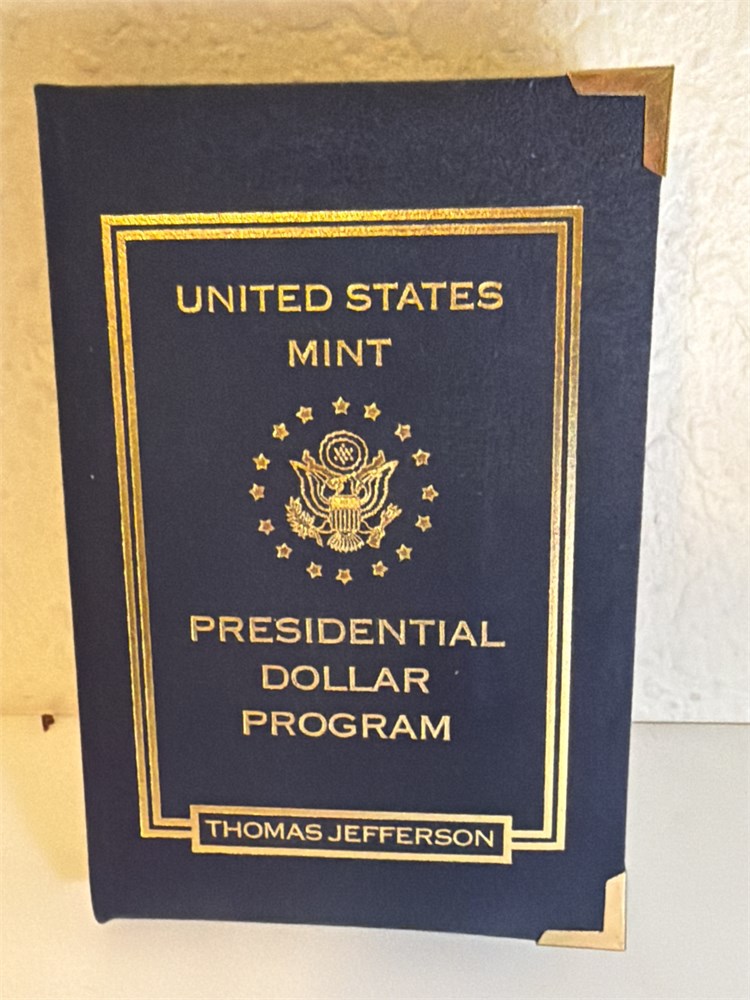 UNITED STATES
MINT
PRESIDENTIAL
DOLLAR
PROGRAM
THOMAS JEFFERSON